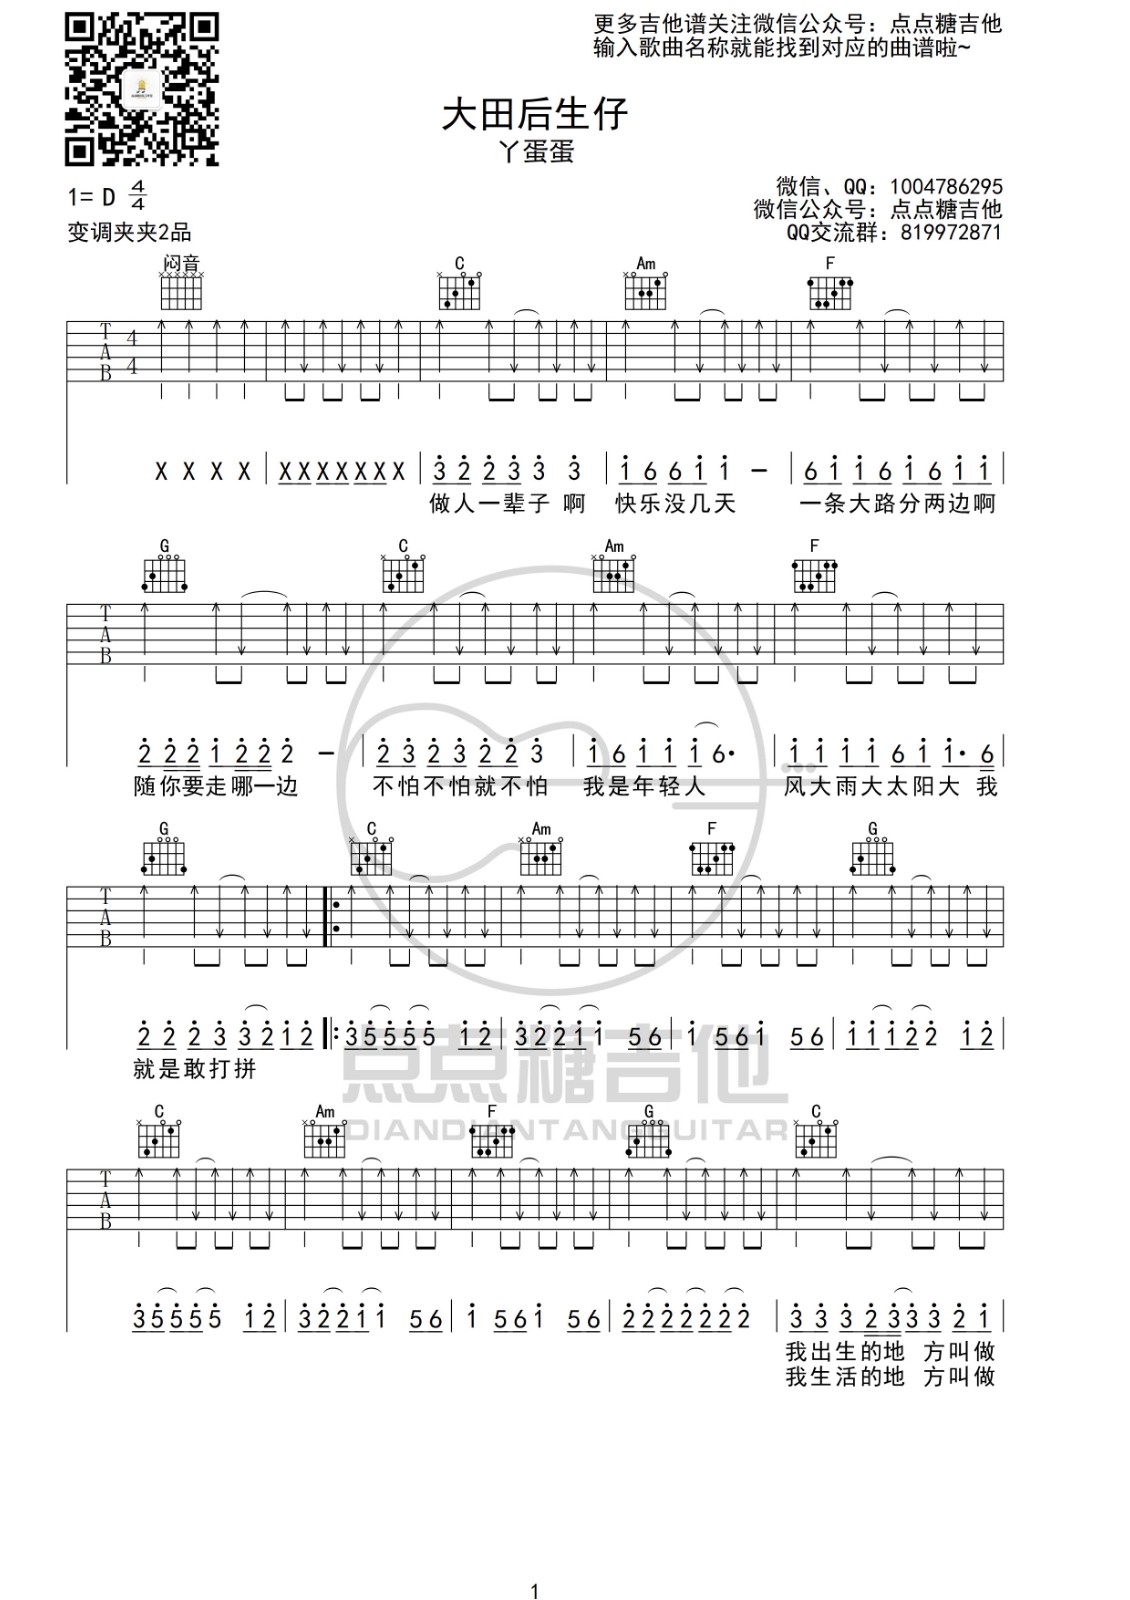 更多吉他谱关注微信公众号：点点糖吉他
输入歌曲名称就能找到对应的曲谱啦~
大田后生仔
丫蛋蛋
1= D 4/4
变调夹夹2品
微信、QQ：1004786295
微信公众号：点点糖吉他
QQ交流群：819972871
闷音 C Am F
T A B 4 4
X X X X | X X X X X X X | 3 2 2 3 3 3 | 1 6 6 1 1 － | 6 1 1 6 1 6 1 1
做人一辈子 啊 快乐没几天 一条大路分两边啊
G C Am F
T A B
2 2 2 1 2 2 2 － | 2 3 2 3 2 2 3 | 1 6 1 1 1 6· | 1 1 1 1 6 1 1· 6
随你要走哪一边 不怕不怕就不怕 我是年轻人 风大雨大太阳大 我
G C Am F G
T A B
2 2 2 3 3 2 1 2 |: 3 5 5 5 5 1 2 | 3 2 2 1 1 5 6 | 1 5 6 1 5 6 | 1 1 1 2 2 1 2
就是敢打拼
点点糖吉他
DIANDIANTANGGUITAR
C Am F G C
T A B
3 5 5 5 5 1 2 | 3 2 2 1 1 5 6 | 1 5 6 1 5 6 | 2 2 2 2 2 2 2 | 3 3 3 2 3 3 3 2 1
我出生的地 方叫做
我生活的地 方叫做
1